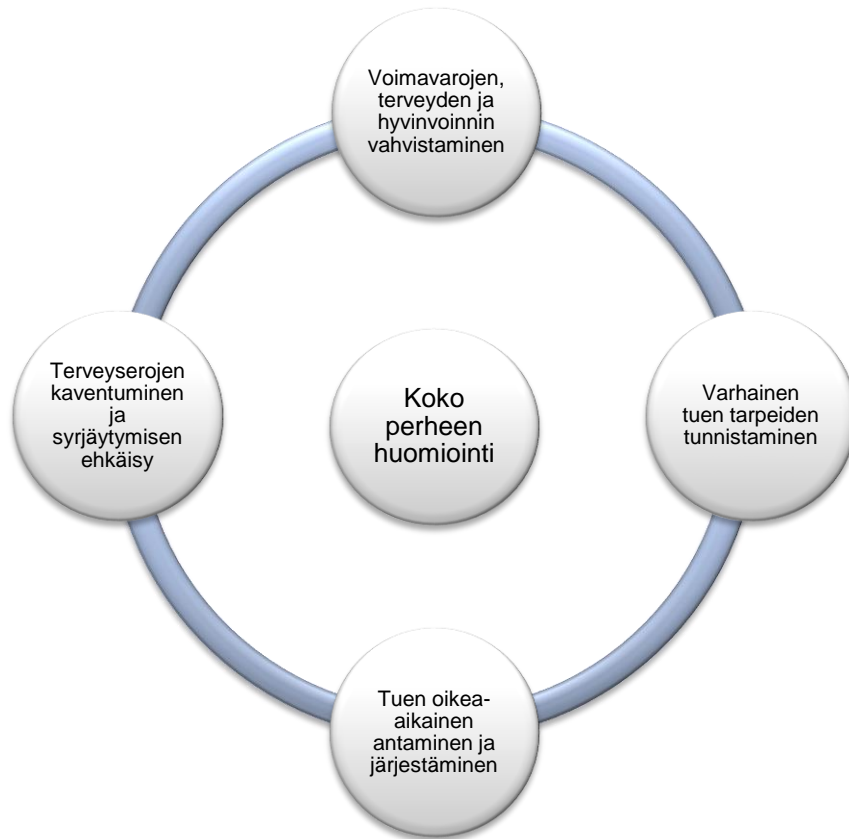 Voimavarojen,
terveyden ja
hyvinvoinnin
vahvistaminen
Terveyserojen
kaventuminen
ja
syrjäytymisen
ehkäisy
Koko
perheen
huomiointi
Varhainen
tuen tarpeiden
tunnistaminen
Tuen oikea-
aikainen
antaminen ja
järjestäminen